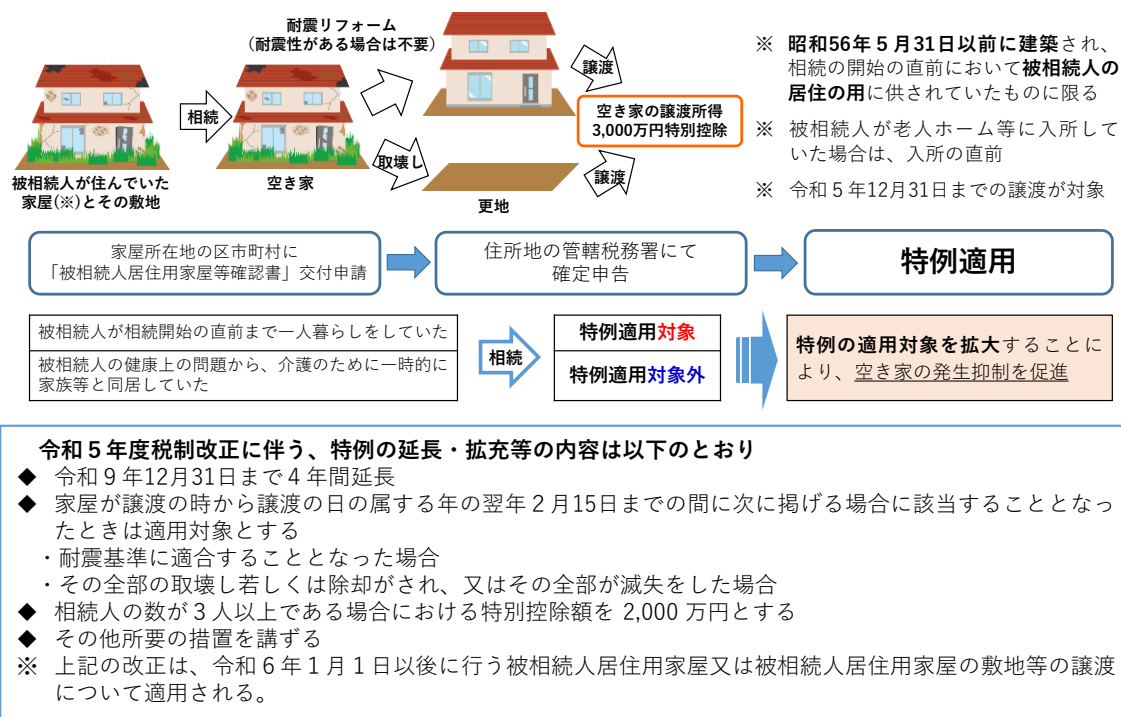 耐震リフォーム
(耐震性がある場合は不要)
相続
取壊し
譲渡
譲渡
空き家の譲渡所得
3,000万円特別控除
被相続人が住んでいた
家屋(※)とその敷地
空き家
更地
※ 昭和56年5月31日以前に建築され、
相続の開始の直前において被相続人の
居住の用に供されていたものに限る
※ 被相続人が老人ホーム等に入所して
いた場合は、入所の直前
※ 令和5年12月31日までの譲渡が対象
家屋所在地の区市町村に
「被相続人居住用家屋等確認書」交付申請
住所地の管轄税務署にて
確定申告
特例適用
被相続人が相続開始の直前まで一人暮らしをしていた
被相続人の健康上の問題から、介護のために一時的に
家族等と同居していた
相続
特例適用対象
特例適用対象外
特例の適用対象を拡大することに
より、空き家の発生抑制を促進
令和5年度税制改正に伴う、特例の延長・拡充等の内容は以下のとおり
◆ 令和9年12月31日まで4年間延長
◆ 家屋が譲渡の時から譲渡の日の属する年の翌年2月15日までの間に次に掲げる場合に該当することとなっ
たときは適用対象とする
・耐震基準に適合することとなった場合
・その全部の取壊し若しくは除却がされ、又はその全部が滅失をした場合
◆ 相続人の数が3人以上である場合における特別控除額を 2,000 万円とする
◆ その他所要の措置を講ずる
※ 上記の改正は、令和6年1月1日以後に行う被相続人居住用家屋又は被相続人居住用家屋の敷地等の譲渡
について適用される。